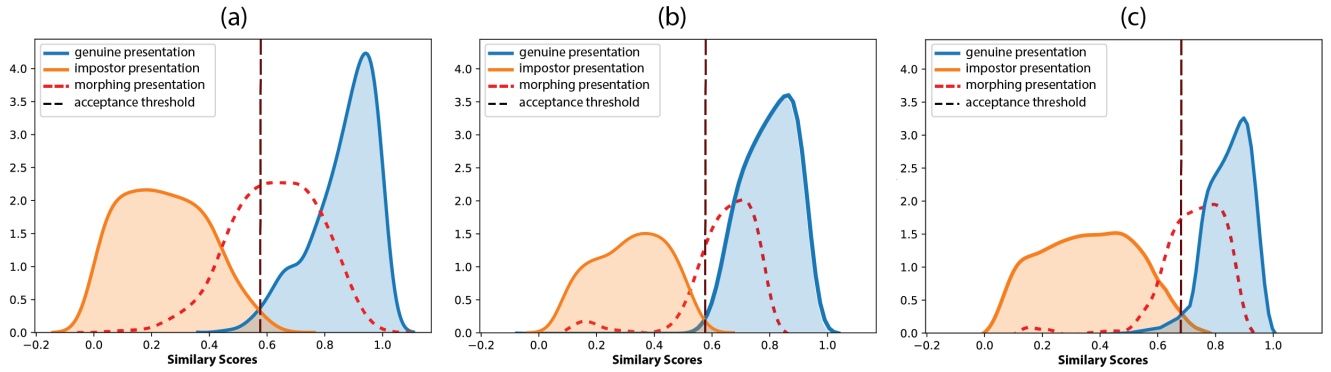 (a)
(b)
(c)
genuine presentation
impostor presentation
morphing presentation
acceptance threshold
4.0
3.5
3.0
2.5
2.0
1.5
1.0
0.5
0.0
−0.2
0.0
0.2
0.4
0.6
0.8
1.0
Similary Scores
genuine presentation
impostor presentation
morphing presentation
acceptance threshold
4.0
3.5
3.0
2.5
2.0
1.5
1.0
0.5
0.0
−0.2
0.0
0.2
0.4
0.6
0.8
1.0
Similary Scores
genuine presentation
impostor presentation
morphing presentation
acceptance threshold
4.0
3.5
3.0
2.5
2.0
1.5
1.0
0.5
0.0
−0.2
0.0
0.2
0.4
0.6
0.8
1.0
Similary Scores